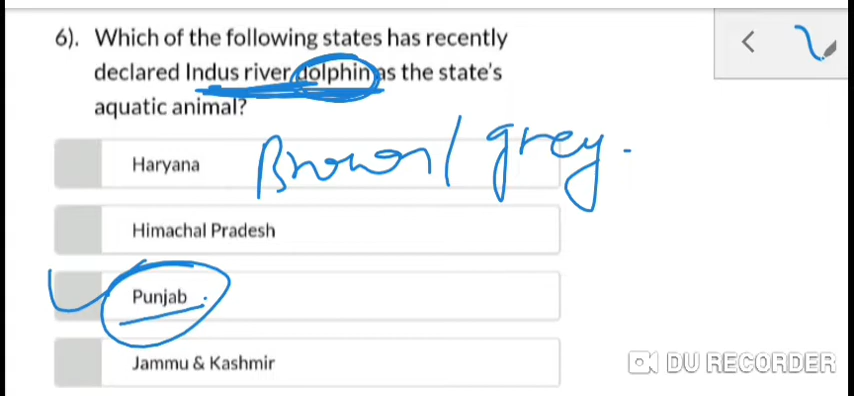 6). Which of the following states has recently
declared Indus river dolphin as the state's
aquatic animal?
Haryana
Brown / grey.
Himachal Pradesh
Punjab
Jammu & Kashmir
DU RECORDER